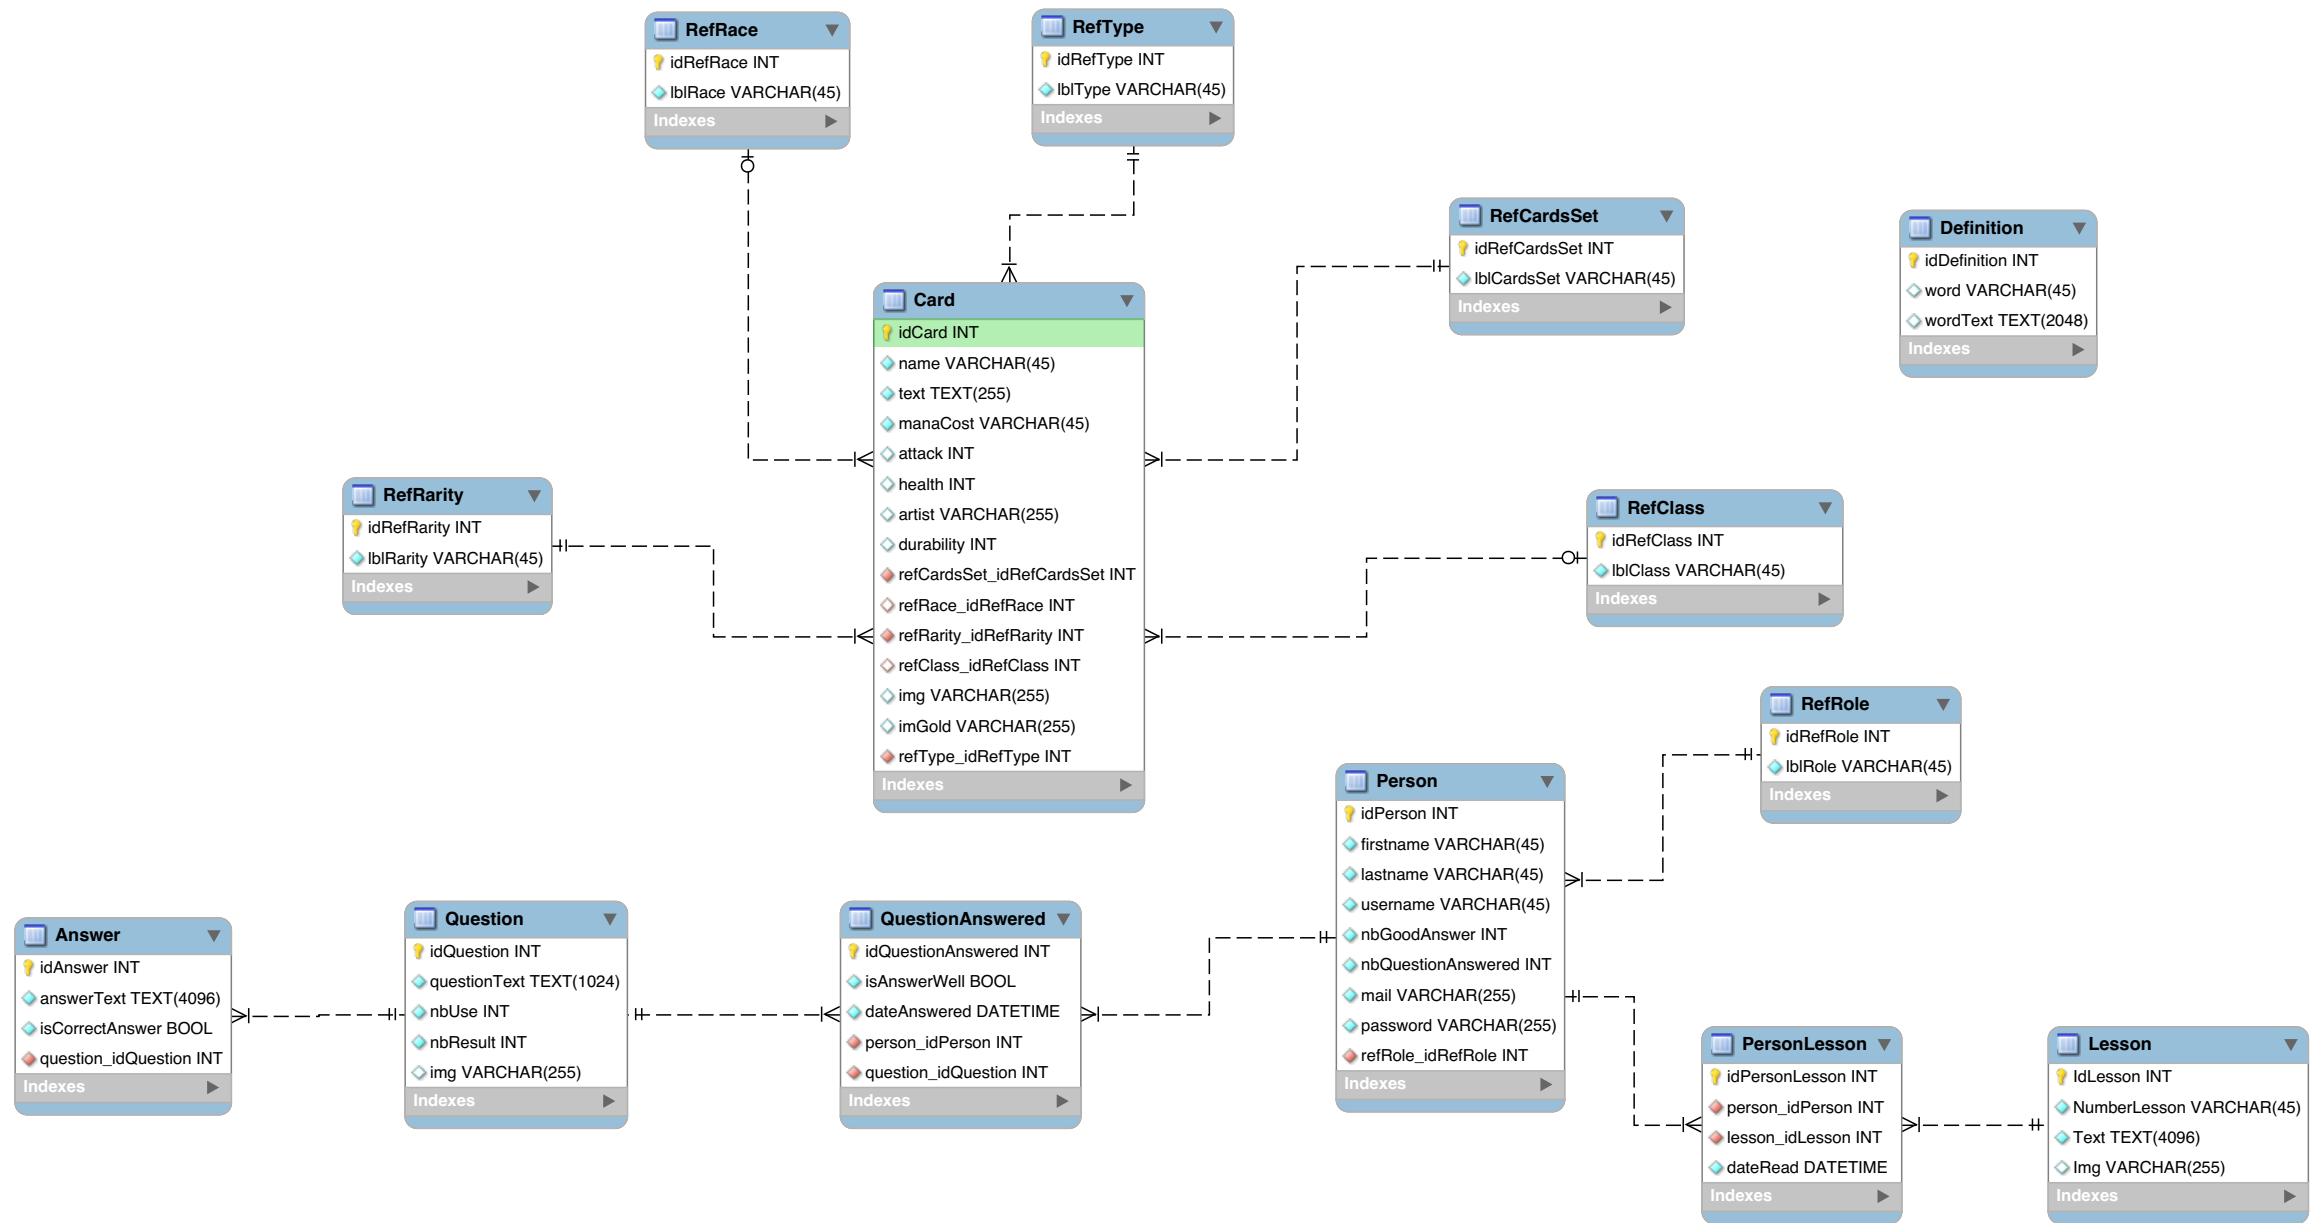 RefRace
idRefRace INT
lblRace VARCHAR(45)
Indexes
RefType
idRefType INT
lblType VARCHAR(45)
Indexes
RefCardsSet
idRefCardsSet INT
lblCardsSet VARCHAR(45)
Indexes
Definition
idDefinition INT
word VARCHAR(45)
wordText TEXT(2048)
Indexes
Card
idCard INT
name VARCHAR(45)
text TEXT(255)
manaCost VARCHAR(45)
attack INT
health INT
artist VARCHAR(255)
durability INT
refCardsSet_idRefCardsSet INT
refRace_idRefRace INT
refRarity_idRefRarity INT
refClass_idRefClass INT
img VARCHAR(255)
imGold VARCHAR(255)
refType_idRefType INT
Indexes
RefRarity
idRefRarity INT
lblRarity VARCHAR(45)
Indexes
RefClass
idRefClass INT
lblClass VARCHAR(45)
Indexes
RefRole
idRefRole INT
lblRole VARCHAR(45)
Indexes
Person
idPerson INT
firstname VARCHAR(45)
lastname VARCHAR(45)
username VARCHAR(45)
nbGoodAnswer INT
nbQuestionAnswered INT
mail VARCHAR(255)
password VARCHAR(255)
refRole_idRefRole INT
Indexes
Answer
idAnswer INT
answerText TEXT(4096)
isCorrectAnswer BOOL
question_idQuestion INT
Indexes
Question
idQuestion INT
questionText TEXT(1024)
nbUse INT
nbResult INT
img VARCHAR(255)
Indexes
QuestionAnswered
idQuestionAnswered INT
isAnswerWell BOOL
dateAnswered DATETIME
person_idPerson INT
question_idQuestion INT
Indexes
PersonLesson
idPersonLesson INT
person_idPerson INT
lesson_idLesson INT
dateRead DATETIME
Indexes
Lesson
IdLesson INT
NumberLesson VARCHAR(45)
Text TEXT(4096)
Img VARCHAR(255)
Indexes